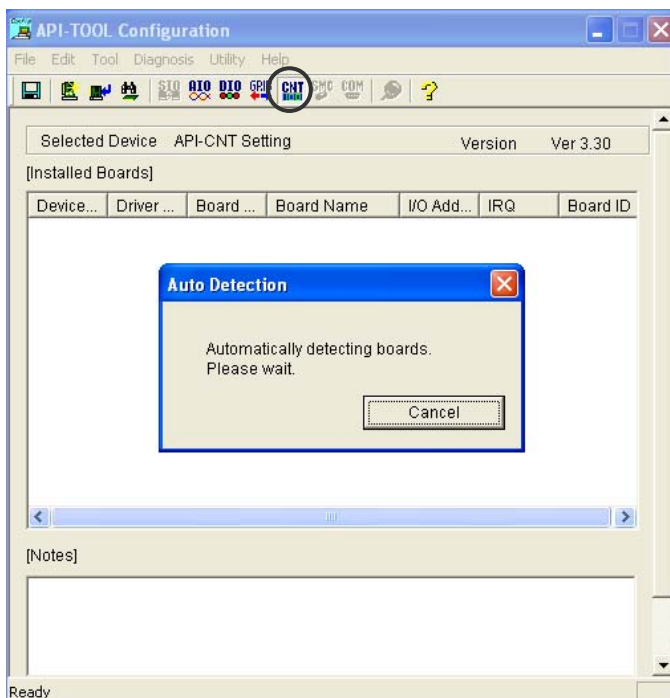 API-TOOL Configuration
File Edit Tool Diagnosis Utility Help
SIO AIO DIO GPIB CNT SMC COM
Selected Device API-CNT Setting Version Ver 3.30
[Installed Boards]
Device... Driver ... Board ... Board Name I/O Add... IRQ Board ID
Auto Detection
Automatically detecting boards.
Please wait.
Cancel
[Notes]
Ready